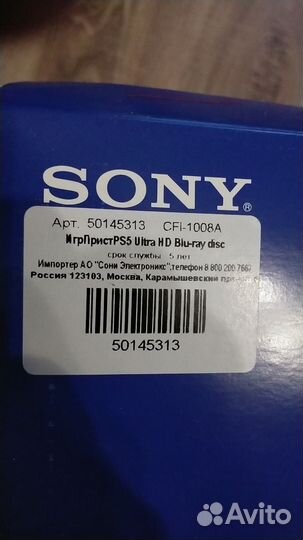 SONY®
Арт. 50145313 CFI-1008A
ИгрПристPS5 Ultra HD Blu-ray disc
срок службы 5 лет
Импортер АО "Сони Электроникс",телефон 8 800 200 7667
Россия 123103, Москва, Карамышевский
50145313
Avito